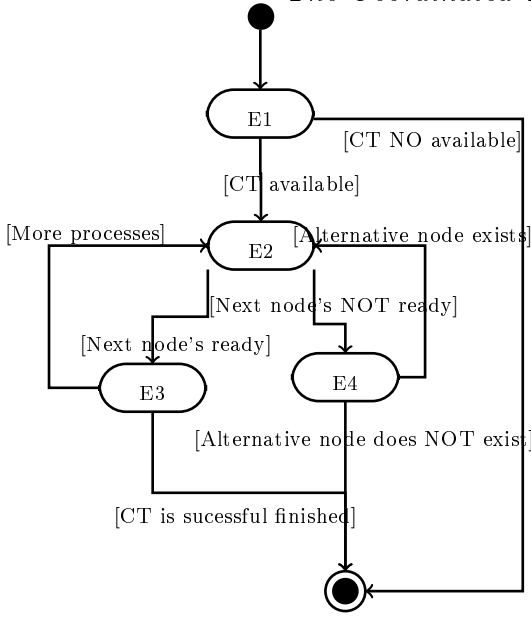 E1
[CT NO available]
[CT available]
[More processes]
[Alternative node exists]
E2
[Next node's NOT ready]
[Next node's ready]
E4
E3
[Alternative node does NOT exist]
[CT is sucessful finished]